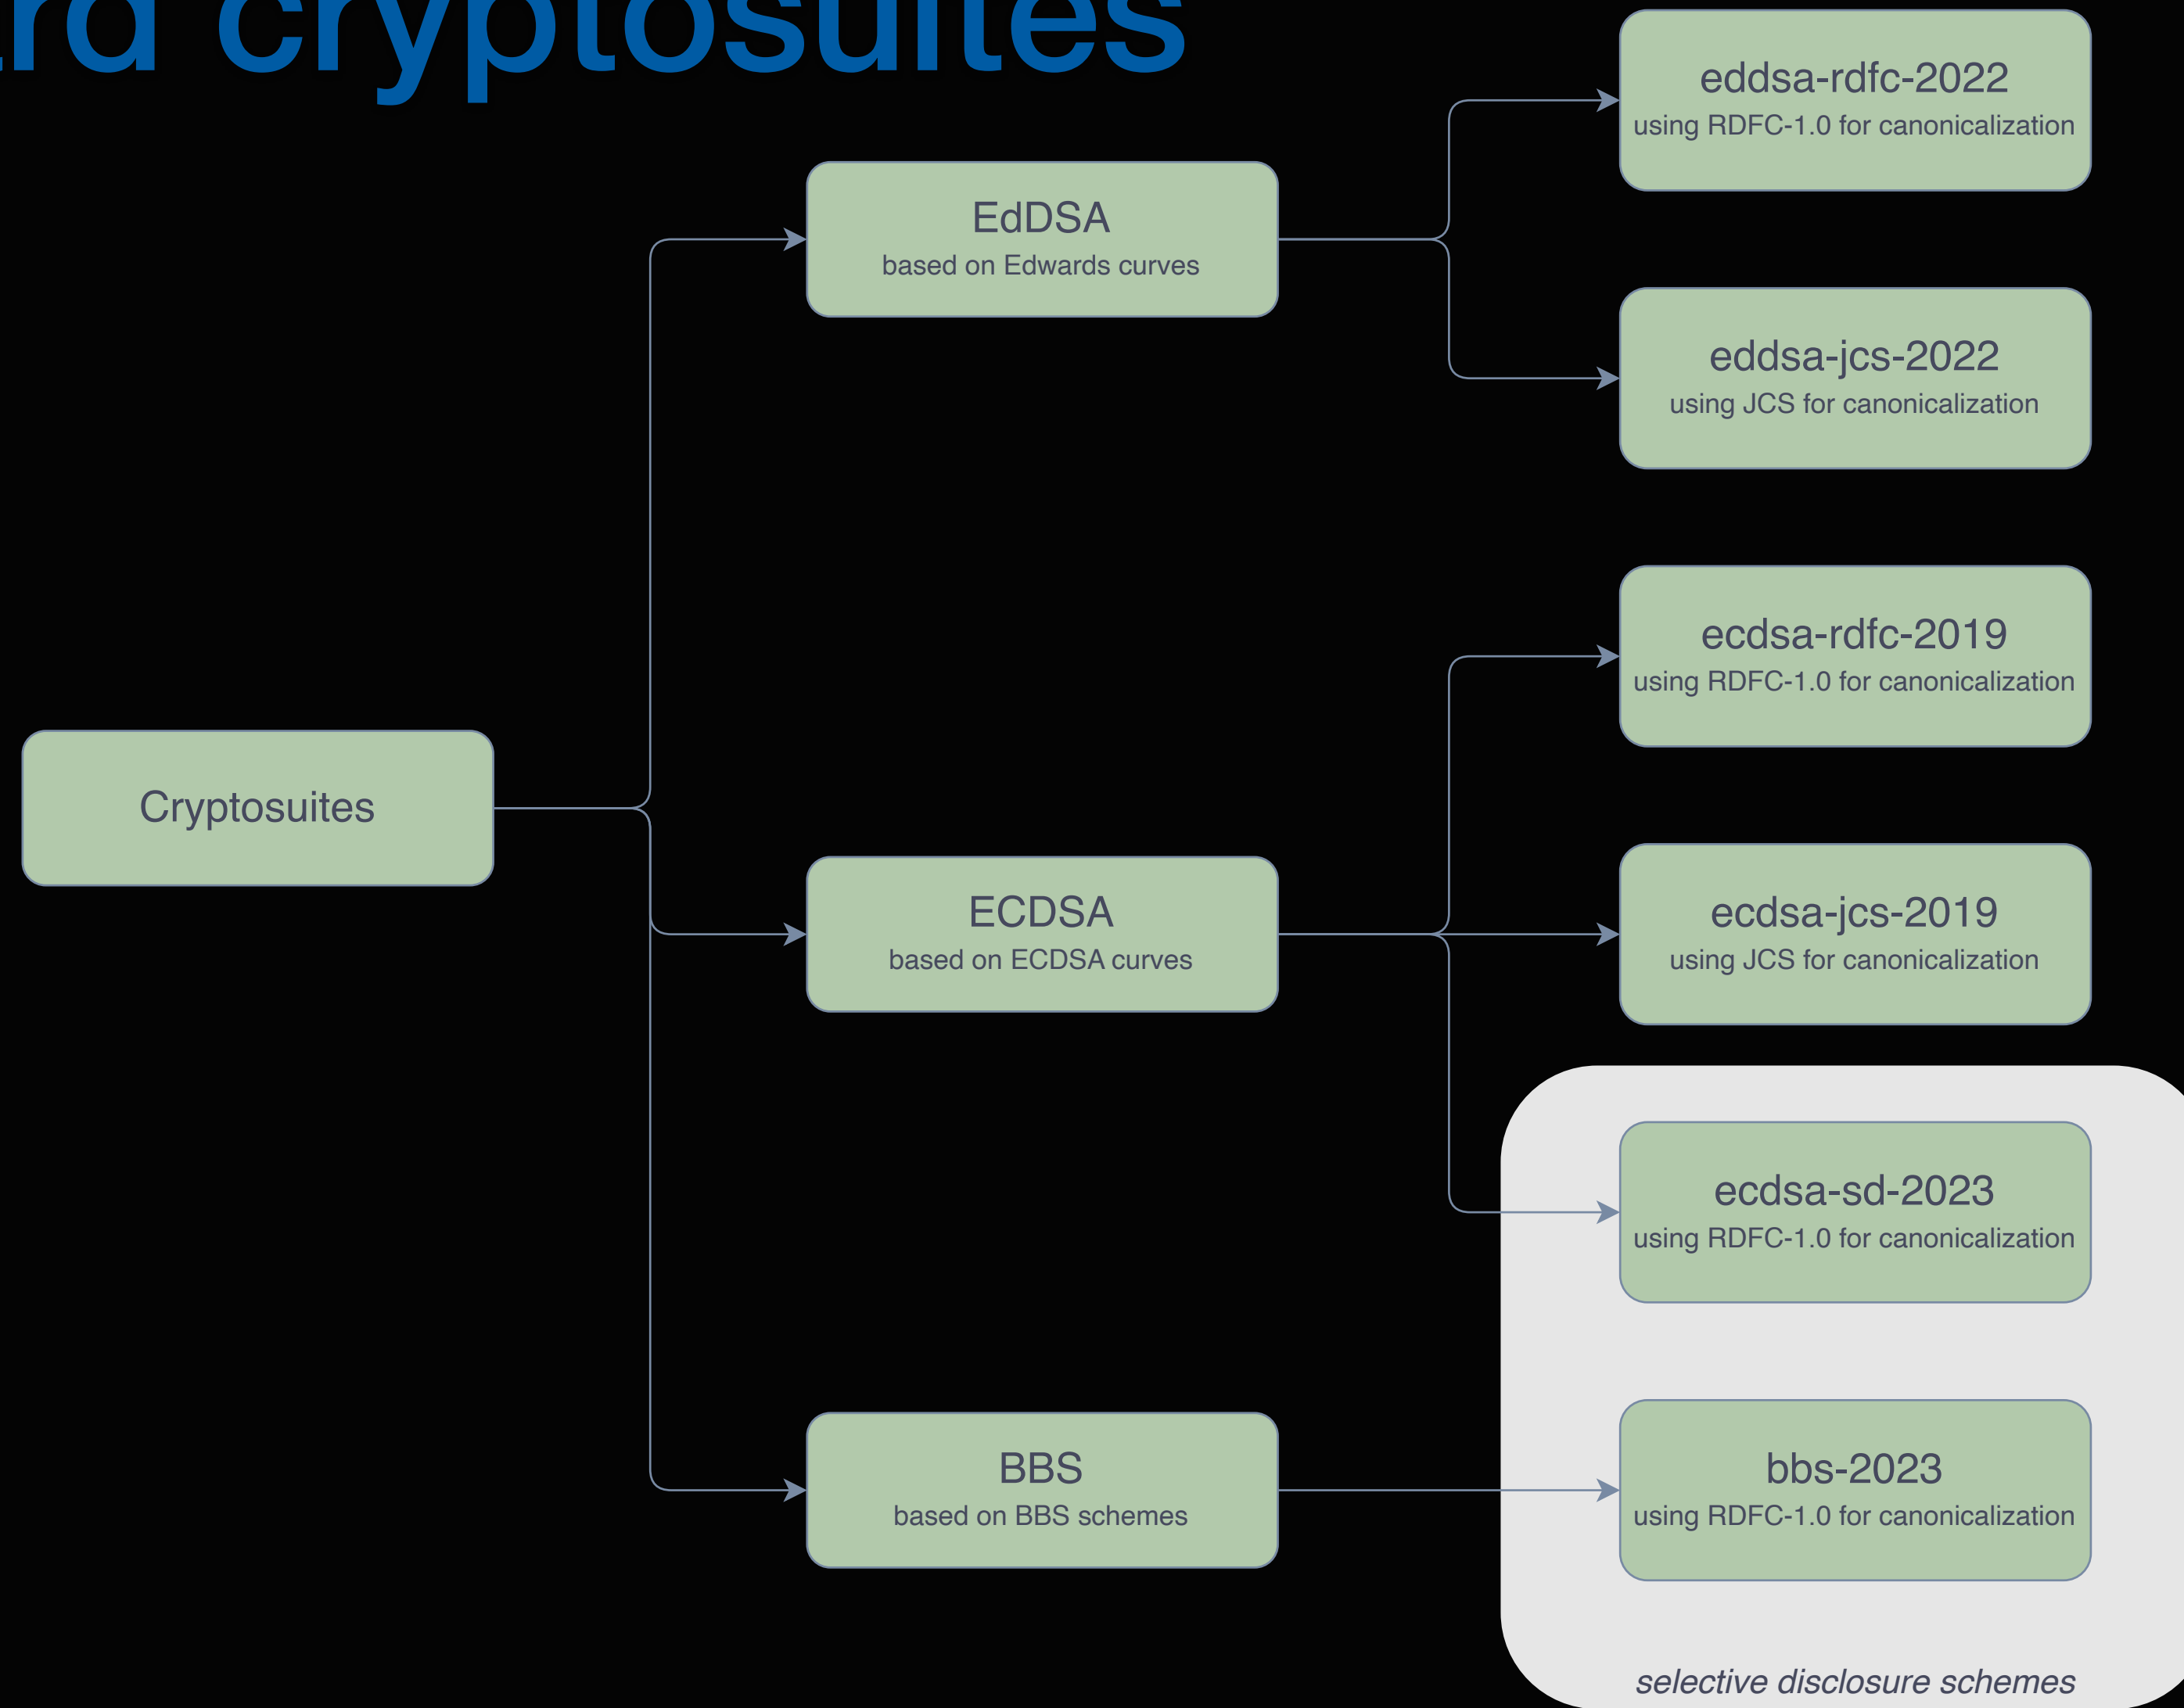 rd cryptosuites
eddsa-rdfc-2022
using RDFC-1.0 for canonicalization
EdDSA
based on Edwards curves
eddsa-jcs-2022
using JCS for canonicalization
ecdsa-rdfc-2019
using RDFC-1.0 for canonicalization
Cryptosuites
ECDSA
based on ECDSA curves
ecdsa-jcs-2019
using JCS for canonicalization
ecdsa-sd-2023
using RDFC-1.0 for canonicalization
BBS
based on BBS schemes
bbs-2023
using RDFC-1.0 for canonicalization
selective disclosure schemes